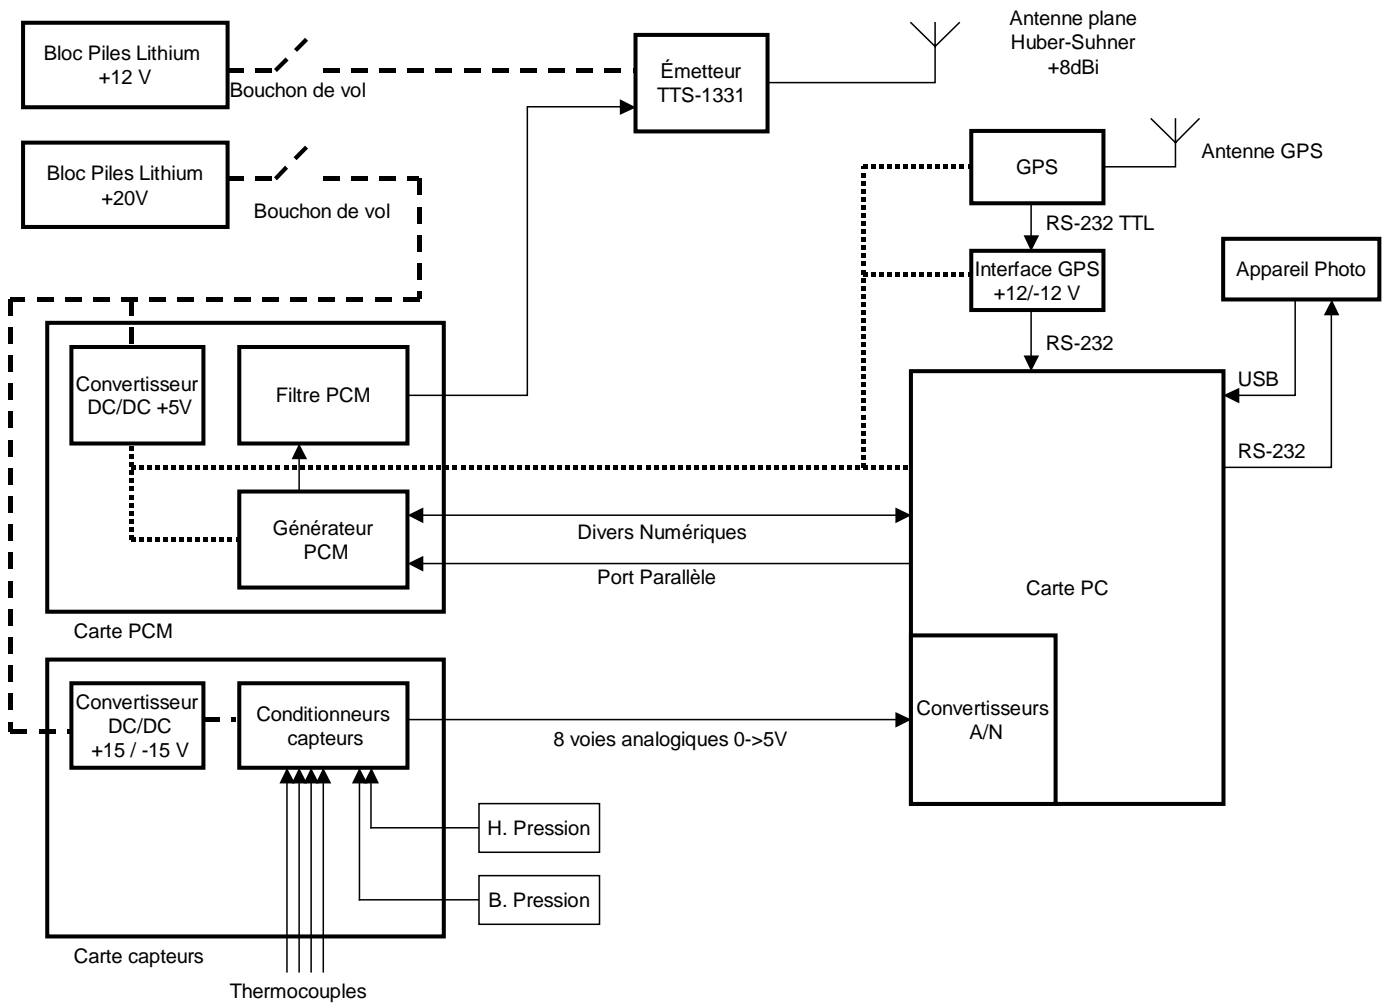 Bloc Piles Lithium
+12 V
Bouchon de vol
Émetteur
TTS-1331
Antenne plane
Huber-Suhner
+8dBi
Bloc Piles Lithium
+20V
Bouchon de vol
GPS
Antenne GPS
RS-232 TTL
Interface GPS
+12/-12 V
Appareil Photo
RS-232
USB
RS-232
Convertisseur
DC/DC +5V
Filtre PCM
Générateur
PCM
Divers Numériques
Port Parallèle
Carte PC
Carte PCM
Convertisseur
DC/DC
+15 / -15 V
Conditionneurs
capteurs
8 voies analogiques 0->5V
Convertisseurs
A/N
H. Pression
B. Pression
Carte capteurs
Thermocouples